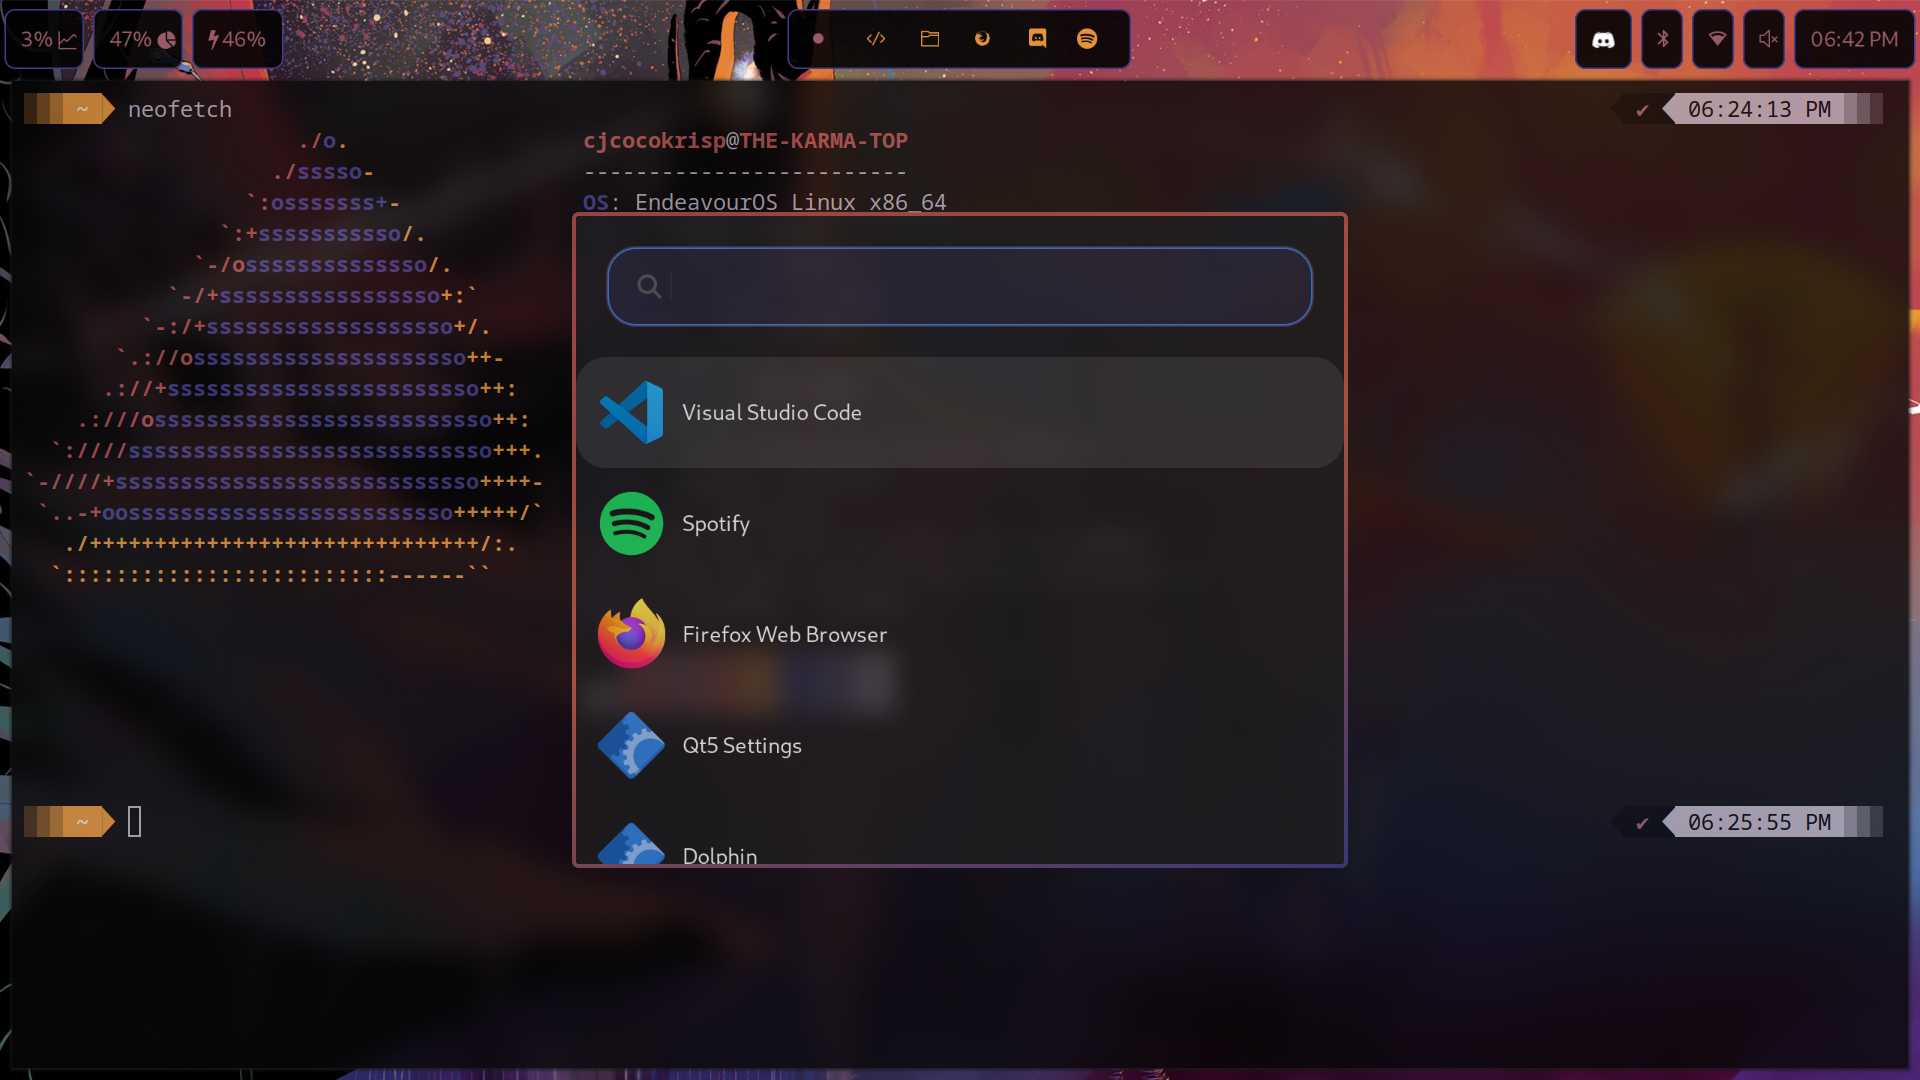 3%
47%
46%
06:42 PM
~ neofetch
✔ 06:24:13 PM
./o.
./sssso-
`:osssssss+-
`:+sssssssssso/.
`-/ossssssssssssso/.
`-/+sssssssssssssssso+:`
`-:/+sssssssssssssssssso+/.
`.://osssssssssssssssssssso++-
.://+ssssssssssssssssssssssso++:
.:///ossssssssssssssssssssssssso++:
`:////ssssssssssssssssssssssssssso+++.
`-////+ssssssssssssssssssssssssssso++++-
`..-+oossssssssssssssssssssssssso+++++/`
./++++++++++++++++++++++++++++++/:.
`:::::::::::::::::::::::::------``
cjcocokrisp@THE-KARMA-TOP
-------------------------
OS: EndeavourOS Linux x86_64
Visual Studio Code
Spotify
Firefox Web Browser
Qt5 Settings
Dolphin
~
✔ 06:25:55 PM